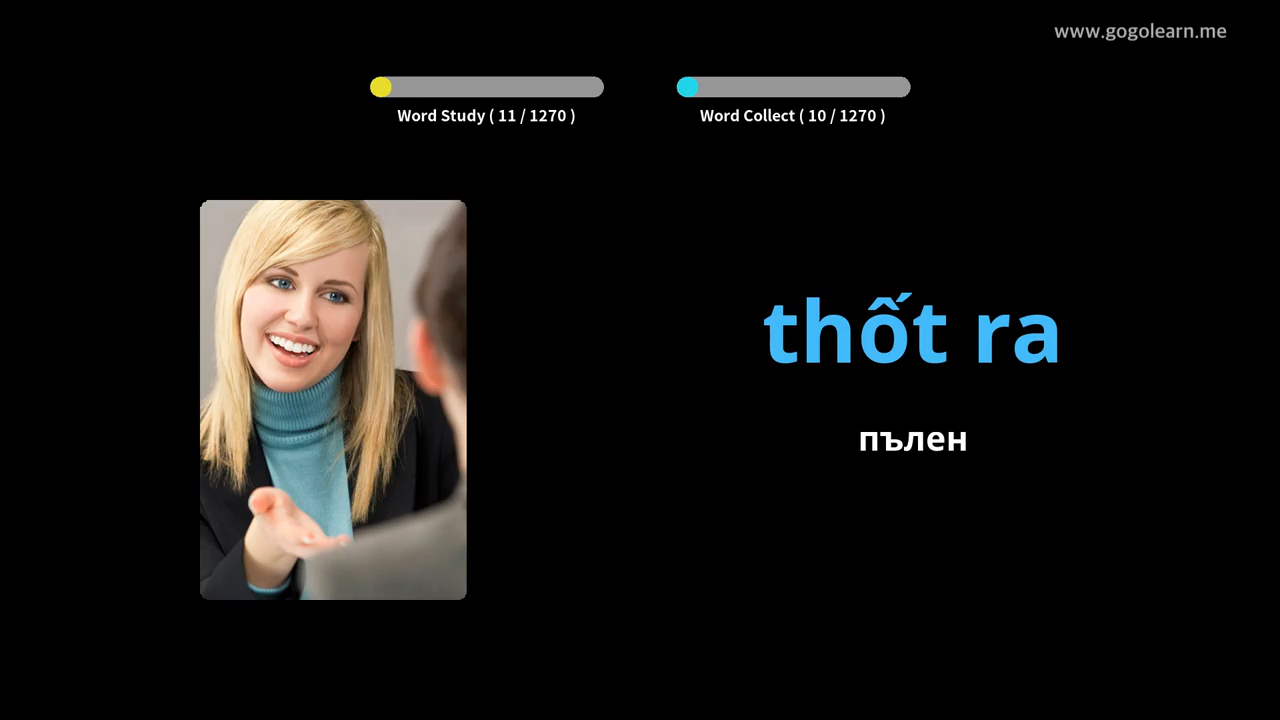 www.gogolearn.me
Word Study ( 11 / 1270 )
Word Collect ( 10 / 1270 )
thốt ra
пълен